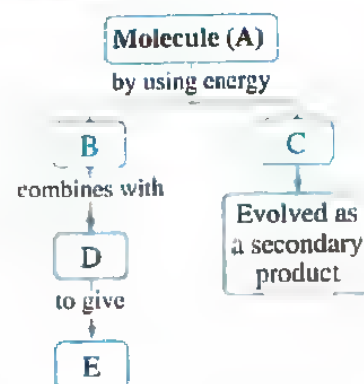 Molecule (A)
by using energy
B
C
combines with
Evolved as
a secondary
product
D
to give
E